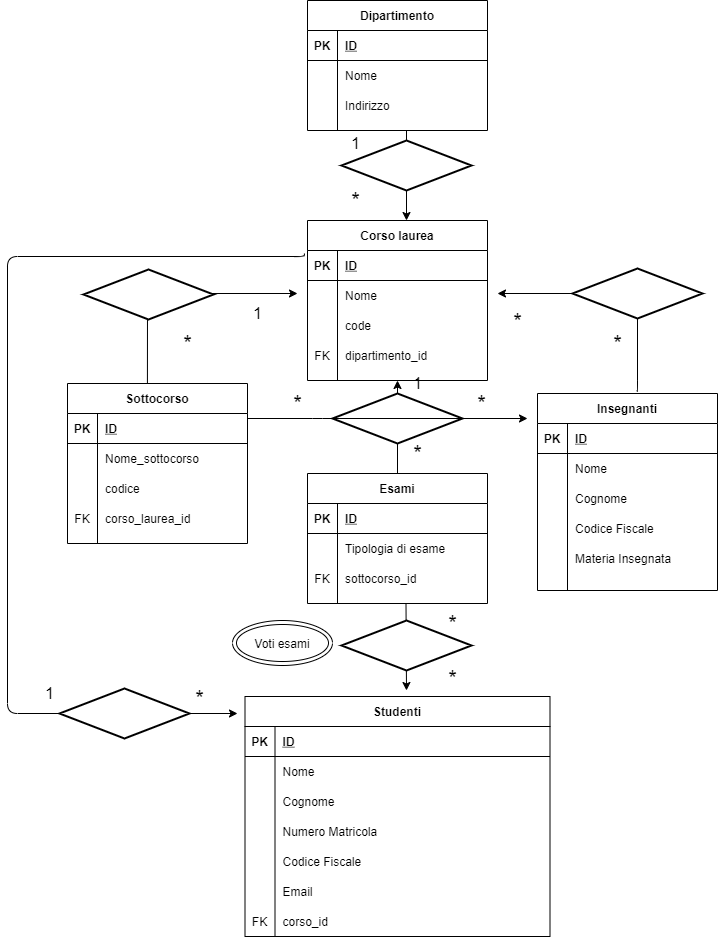 Dipartimento
PK ID
Nome
Indirizzo
1
*
Corso laurea
PK ID
Nome
code
FK dipartimento_id
1
*
*
*
Sottocorso
PK ID
Nome_sottocorso
codice
FK corso_laurea_id
*
1
*
*
Insegnanti
PK ID
Nome
Cognome
Codice Fiscale
Materia Insegnata
Esami
PK ID
Tipologia di esame
FK sottocorso_id
Voti esami
*
*
1
*
Studenti
PK ID
Nome
Cognome
Numero Matricola
Codice Fiscale
Email
FK corso_id